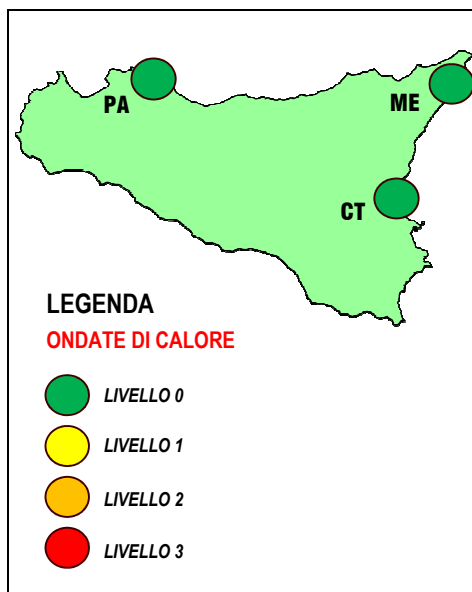 PA
ME
CT
LEGENDA
ONDATE DI CALORE
LIVELLO 0
LIVELLO 1
LIVELLO 2
LIVELLO 3